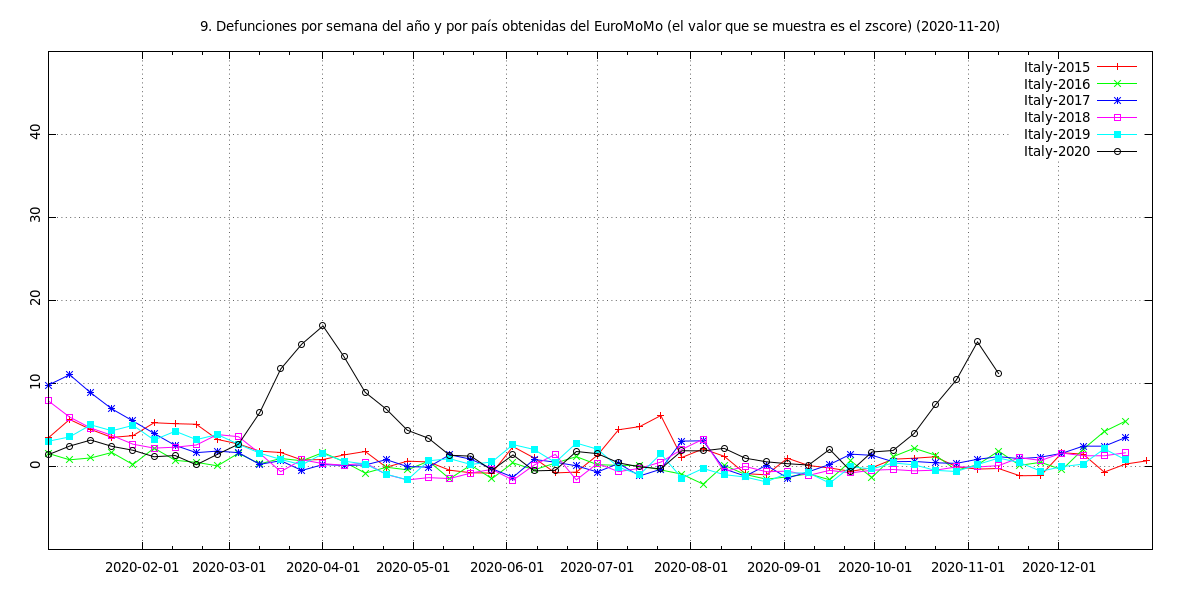 9. Defunciones por semana del año y por país obtenidas del EuroMoMo (el valor que se muestra es el zscore) (2020-11-20)
Italy-2015
Italy-2016
Italy-2017
Italy-2018
Italy-2019
Italy-2020
40
30
20
10
0
2020-02-01 2020-03-01 2020-04-01 2020-05-01 2020-06-01 2020-07-01 2020-08-01 2020-09-01 2020-10-01 2020-11-01 2020-12-01